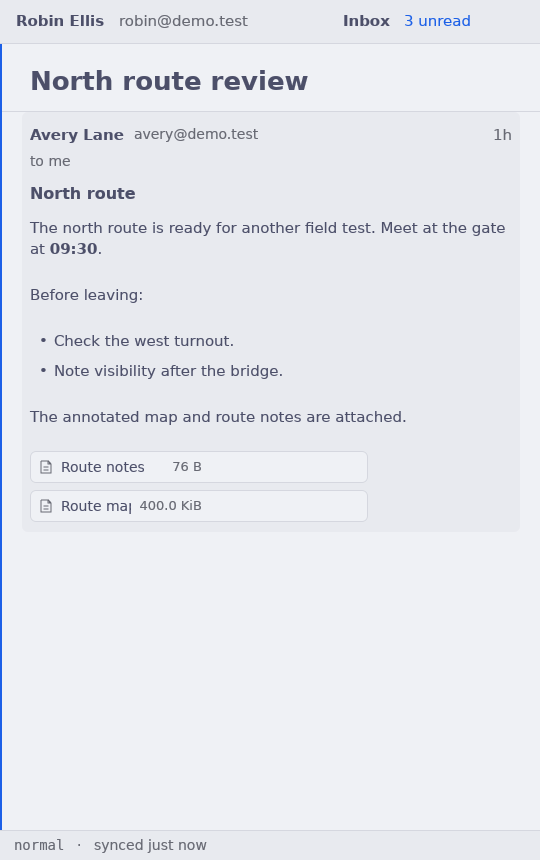 Robin Ellis robin@demo.test Inbox 3 unread
North route review
Avery Lane avery@demo.test 1h
to me
North route
The north route is ready for another field test. Meet at the gate
at 09:30.
Before leaving:
• Check the west turnout.
• Note visibility after the bridge.
The annotated map and route notes are attached.
Route notes 76 B
Route map 400.0 KiB
normal · synced just now